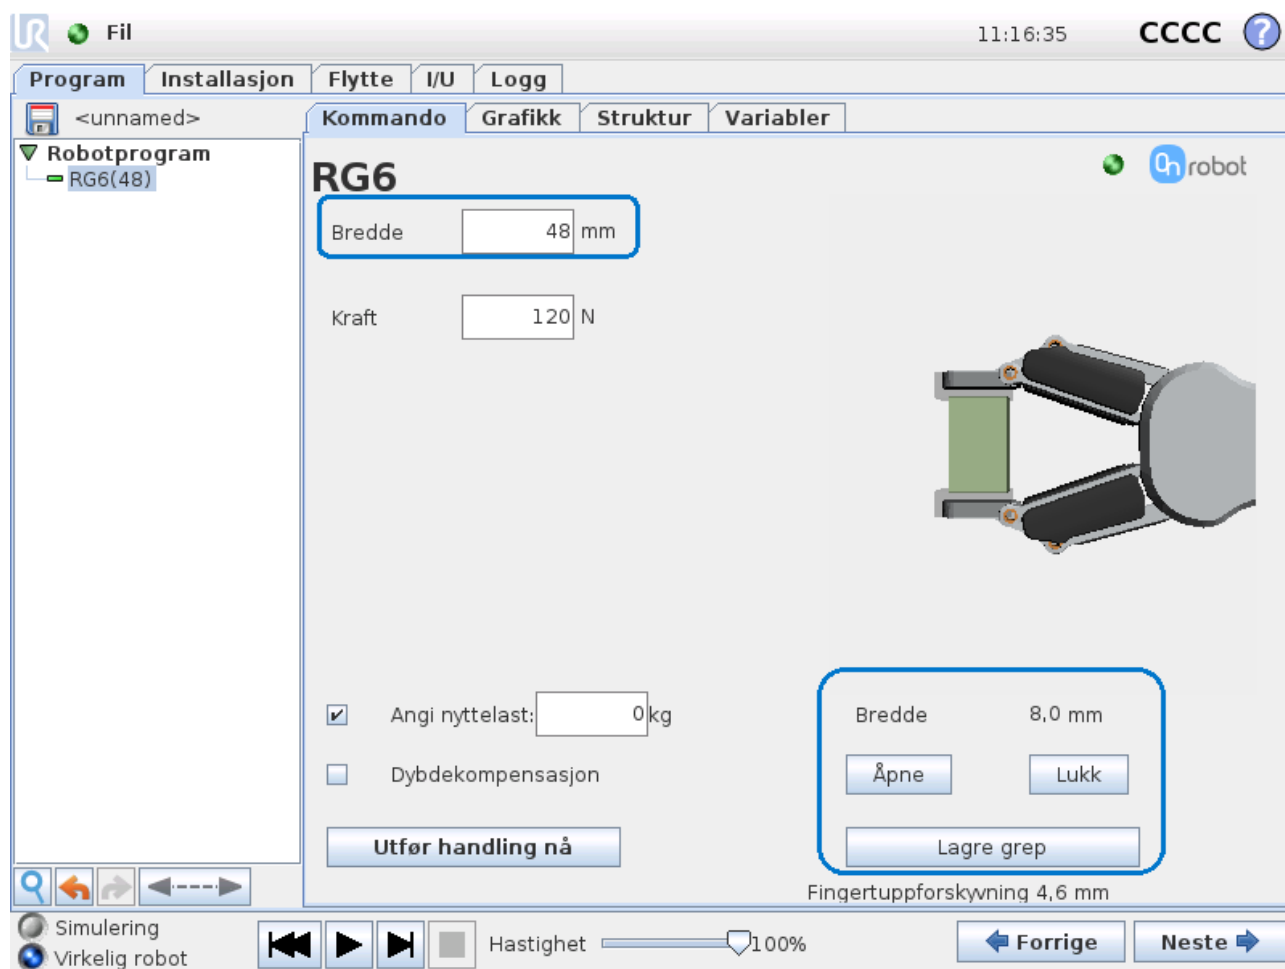 UR Fil 11:16:35 CCCC ?
Program Installasjon Flytte I/U Logg
<unnamed> Kommando Grafikk Struktur Variabler
Robotprogram
RG6(48)
RG6
On robot
Bredde 48 mm
Kraft 120 N
Angi nyttelast: 0 kg
Dybdekompensasjon
Utfør handling nå
Bredde 8,0 mm
Åpne Lukk
Lagre grep
Fingertuppforskyvning 4,6 mm
Simulering
Virkelig robot
Hastighet 100%
Forrige Neste